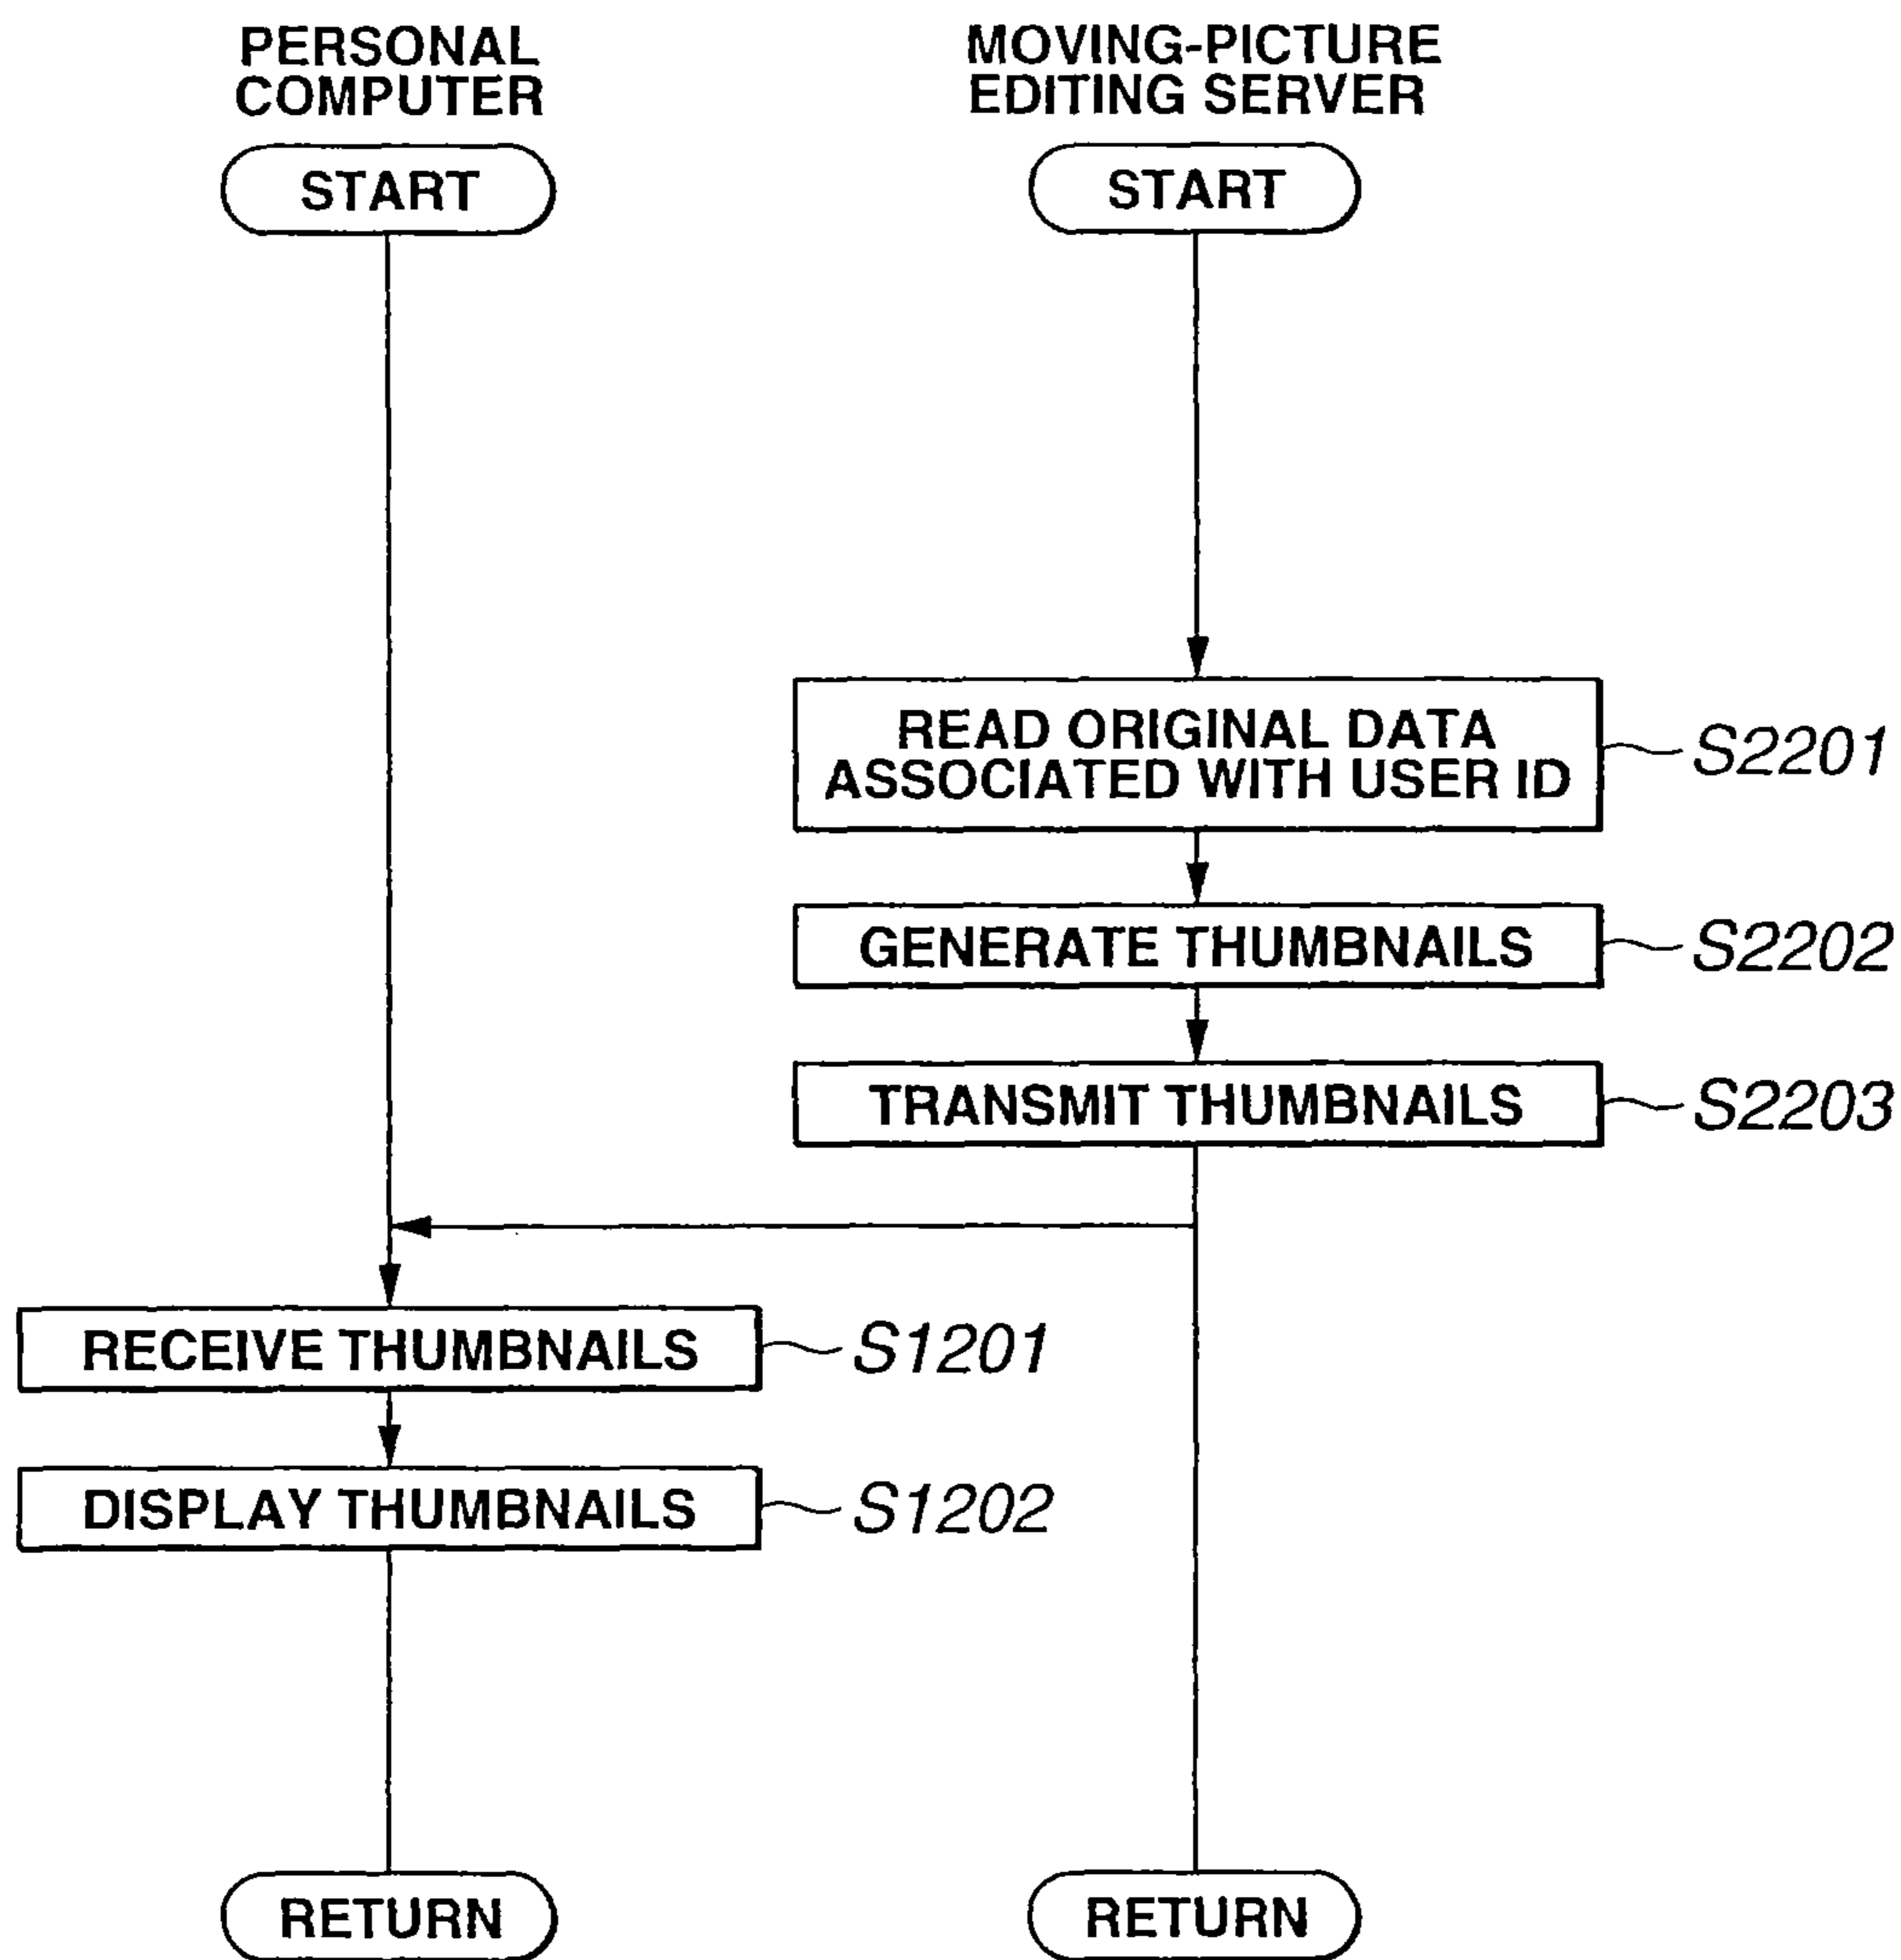 PERSONAL
COMPUTER
MOVING-PICTURE
EDITING SERVER
START
START
READ ORIGINAL DATA
ASSOCIATED WITH USER ID
S2201
GENERATE THUMBNAILS
S2202
TRANSMIT THUMBNAILS
S2203
RECEIVE THUMBNAILS
S1201
DISPLAY THUMBNAILS
S1202
RETURN
RETURN